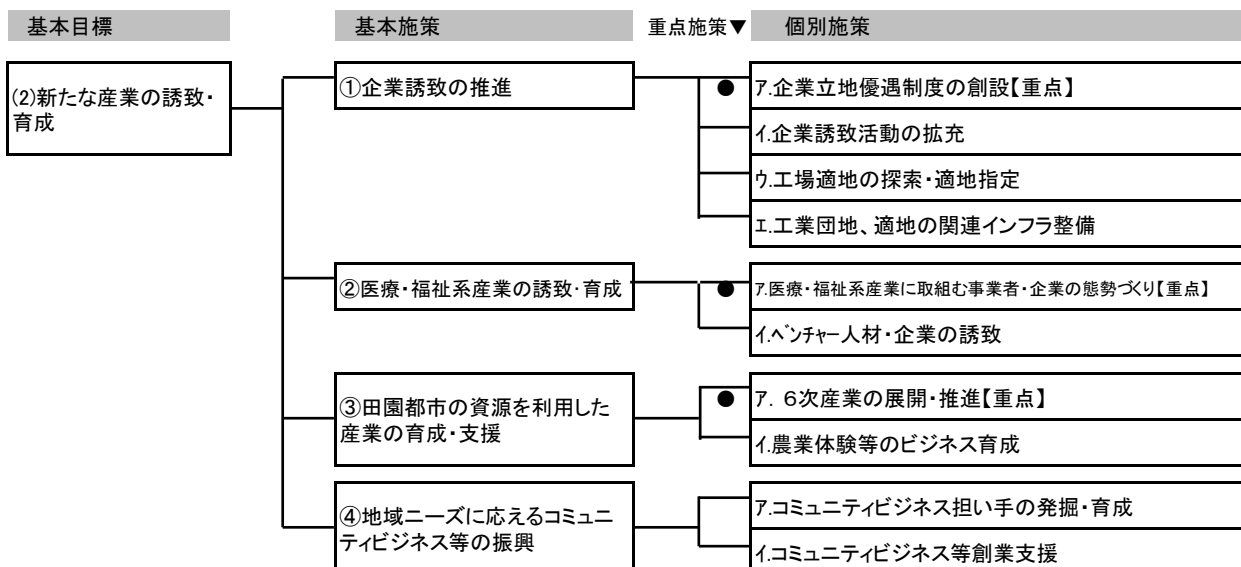 基本目標
基本施策
重点施策▼
個別施策
(2)新たな産業の誘致・
育成
①企業誘致の推進
● ｱ.企業立地優遇制度の創設【重点】
ｲ.企業誘致活動の拡充
ｳ.工場適地の探索・適地指定
ｴ.工業団地、適地の関連インフラ整備
②医療・福祉系産業の誘致・育成
● ｱ.医療・福祉系産業に取組む事業者・企業の態勢づくり【重点】
ｲ.ﾍﾞﾝﾁｬｰ人材・企業の誘致
③田園都市の資源を利用した
産業の育成・支援
● ｱ. ６次産業の展開・推進【重点】
ｲ.農業体験等のビジネス育成
④地域ニーズに応えるコミュニ
ティビジネス等の振興
ｱ.コミュニティビジネス担い手の発掘・育成
ｲ.コミュニティビジネス等創業支援